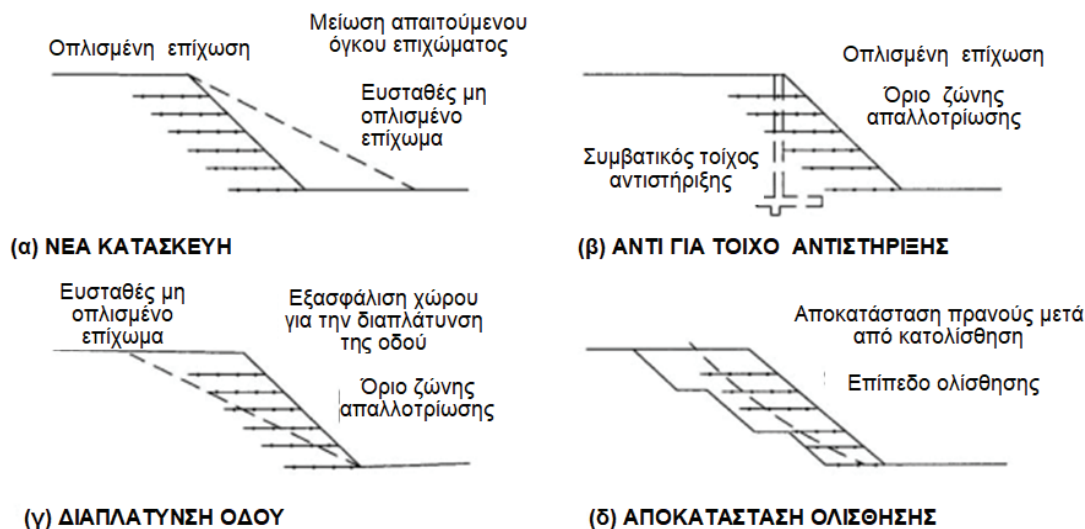 Οπλισμένη επίχωση
Μείωση απαιτούμενου
όγκου επιχώματος
Ευσταθές μη
οπλισμένο
επίχωμα
(α) ΝΕΑ ΚΑΤΑΣΚΕΥΗ
Οπλισμένη επίχωση
Όριο ζώνης
απαλλοτρίωσης
Συμβατικός τοίχος
αντιστήριξης
(β) ΑΝΤΙ ΓΙΑ ΤΟΙΧΟ ΑΝΤΙΣΤΗΡΙΞΗΣ
Ευσταθές μη
οπλισμένο
επίχωμα
Εξασφάλιση χώρου
για την διαπλάτυνση
της οδού
Όριο ζώνης
απαλλοτρίωσης
(γ) ΔΙΑΠΛΑΤΥΝΣΗ ΟΔΟΥ
Αποκατάσταση πρανούς μετά
από κατολίσθηση
Επίπεδο ολίσθησης
(δ) ΑΠΟΚΑΤΑΣΤΑΣΗ ΟΛΙΣΘΗΣΗΣ